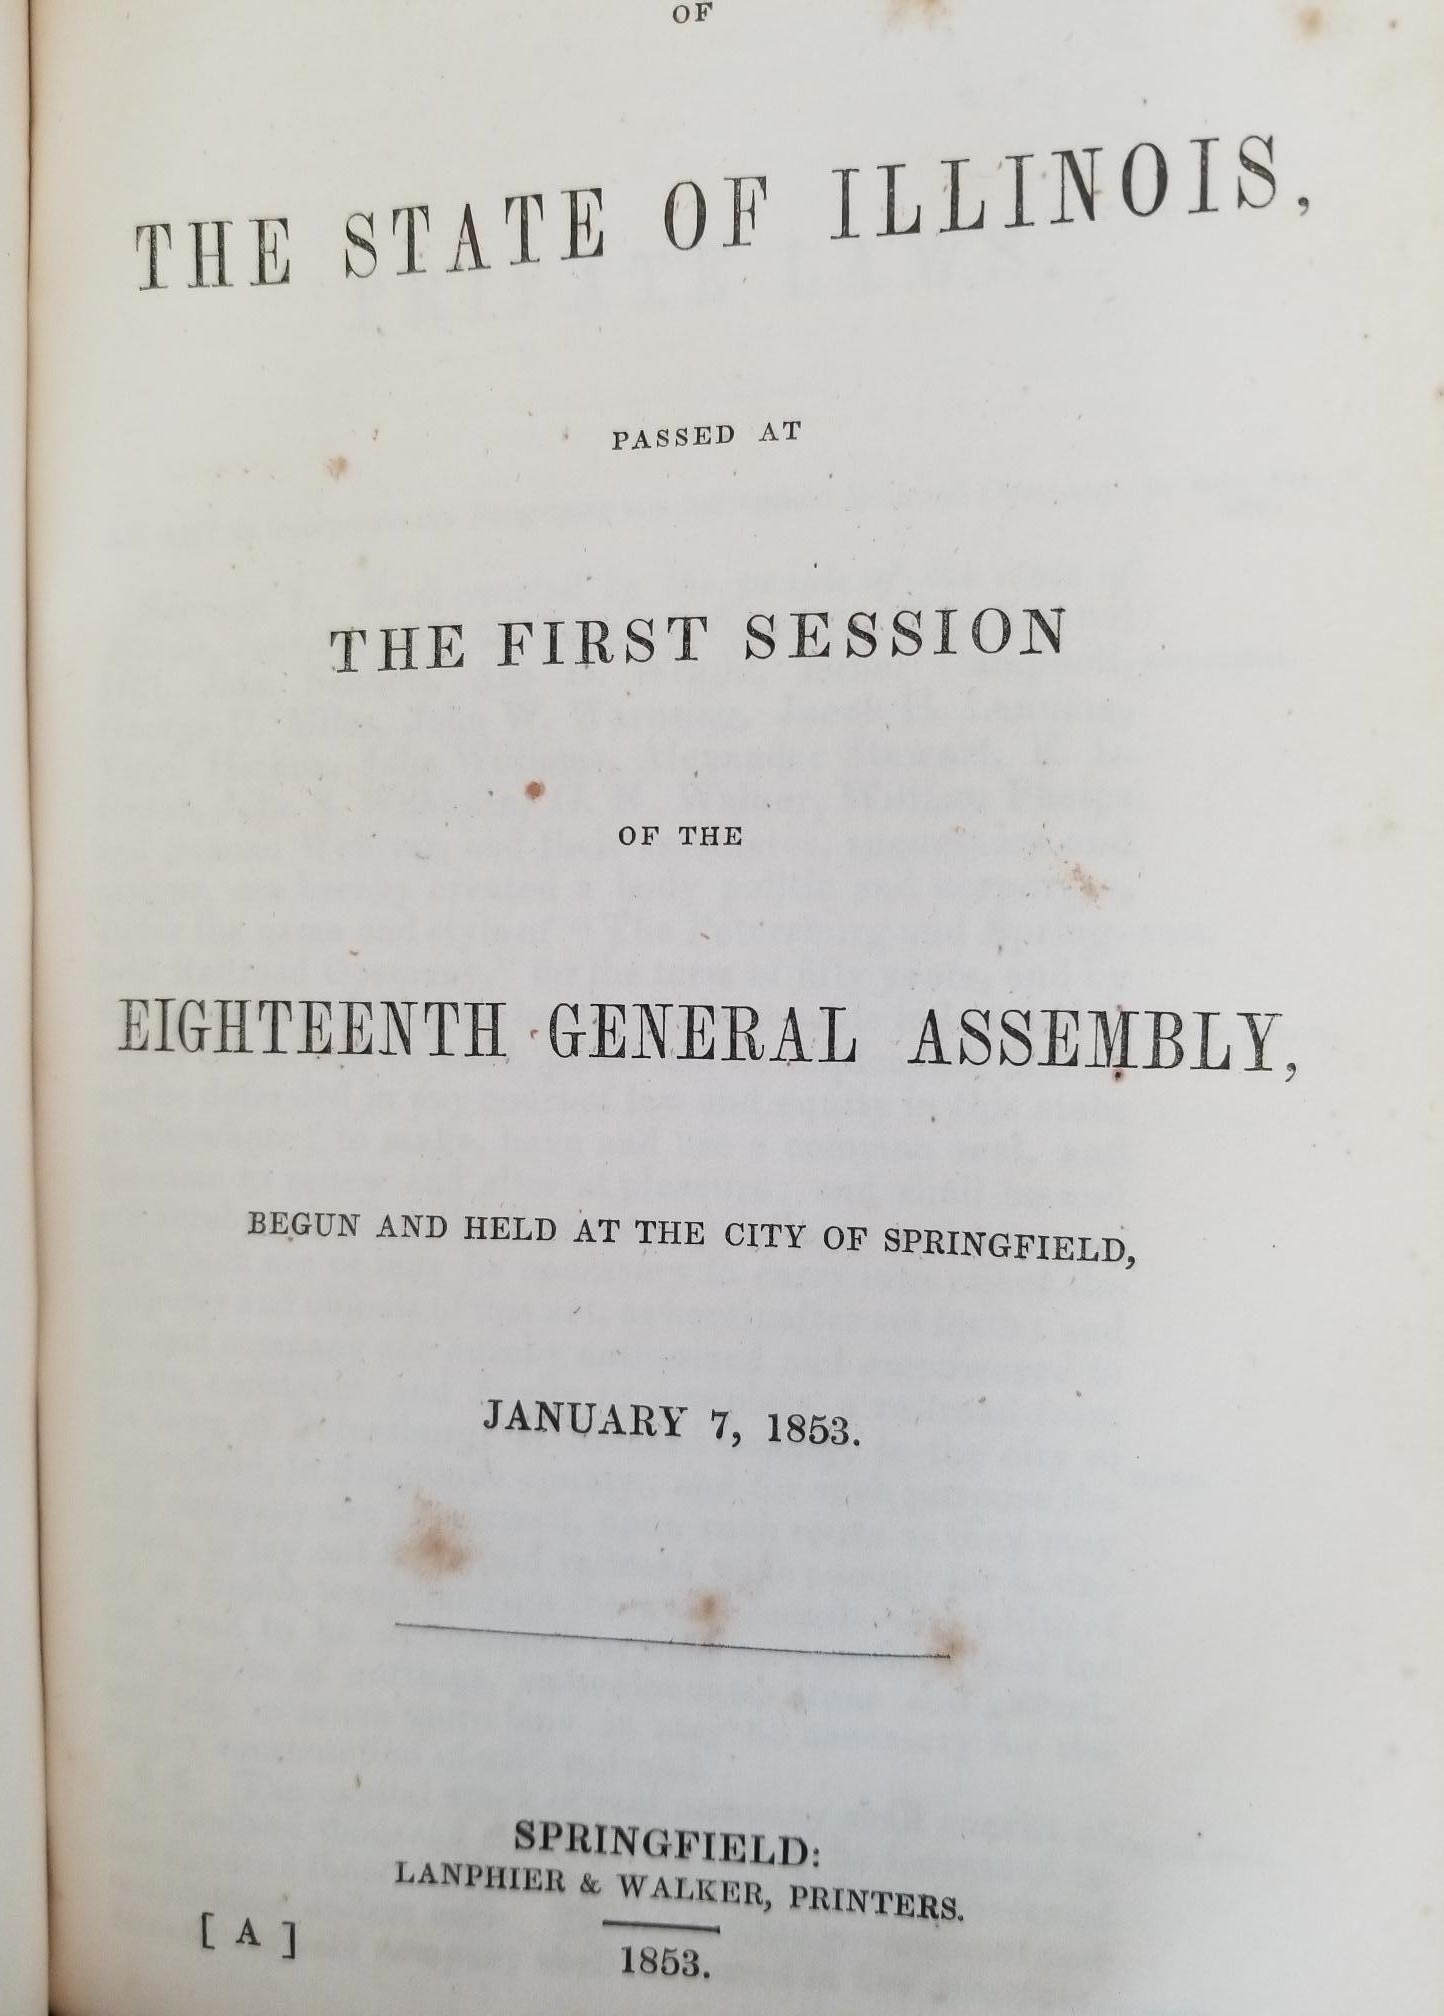 OF
THE STATE OF ILLINOIS,
PASSED AT
THE FIRST SESSION
OF THE
EIGHTEENTH GENERAL ASSEMBLY,
BEGUN AND HELD AT THE CITY OF SPRINGFIELD,
JANUARY 7, 1853.
SPRINGFIELD:
LANPHIER & WALKER, PRINTERS.
[ A ]
1853.